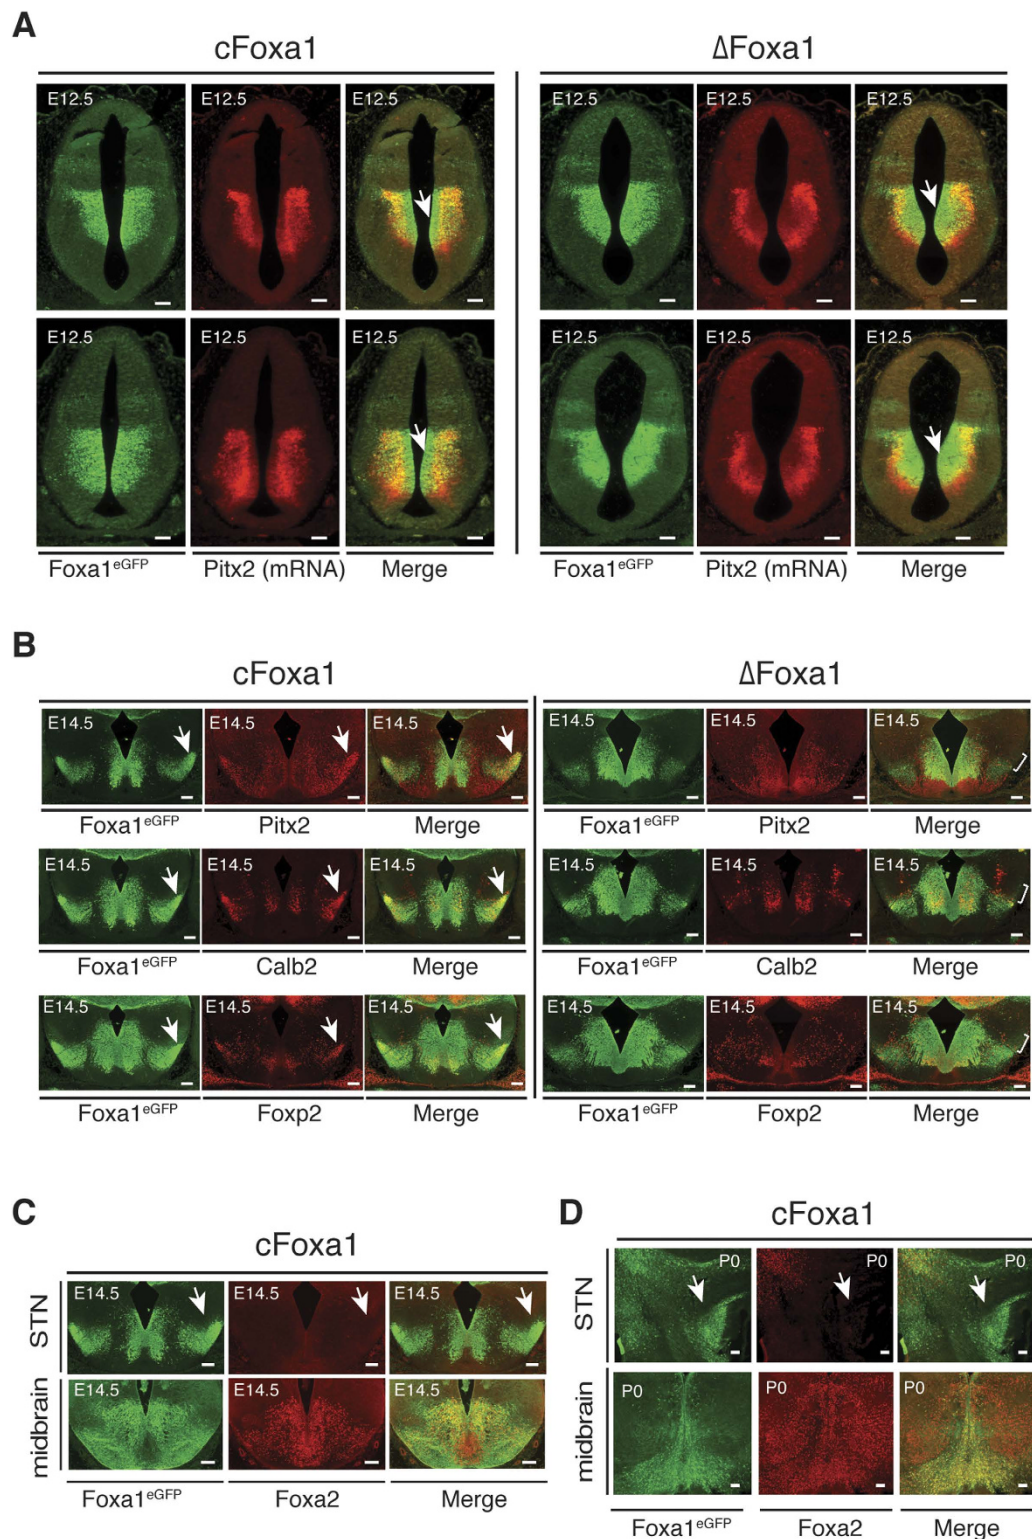 A
cFoxa1 ΔFoxa1
E12.5 E12.5 E12.5 E12.5 E12.5 E12.5
E12.5 E12.5 E12.5 E12.5 E12.5 E12.5
Foxa1eGFP Pitx2 (mRNA) Merge Foxa1eGFP Pitx2 (mRNA) Merge
B
cFoxa1 ΔFoxa1
E14.5 E14.5 E14.5 E14.5 E14.5 E14.5
Foxa1eGFP Pitx2 Merge Foxa1eGFP Pitx2 Merge
E14.5 E14.5 E14.5 E14.5 E14.5 E14.5
Foxa1eGFP Calb2 Merge Foxa1eGFP Calb2 Merge
E14.5 E14.5 E14.5 E14.5 E14.5 E14.5
Foxa1eGFP Foxp2 Merge Foxa1eGFP Foxp2 Merge
C
cFoxa1
STN E14.5 E14.5 E14.5
midbrain E14.5 E14.5 E14.5
Foxa1eGFP Foxa2 Merge
D
cFoxa1
STN P0 P0 P0
midbrain P0 P0 P0
Foxa1eGFP Foxa2 Merge